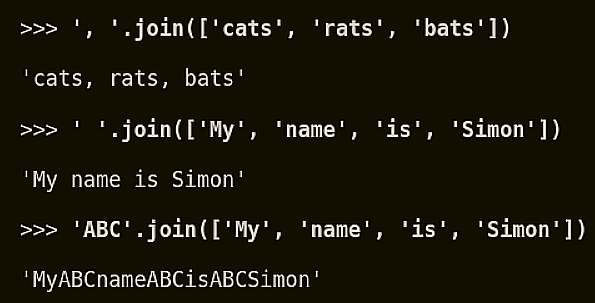 >>> ', '.join(['cats', 'rats', 'bats'])
'cats, rats, bats'
>>> ' '.join(['My', 'name', 'is', 'Simon'])
'My name is Simon'
>>> 'ABC'.join(['My', 'name', 'is', 'Simon'])
'MyABCnameABCisABCSimon'